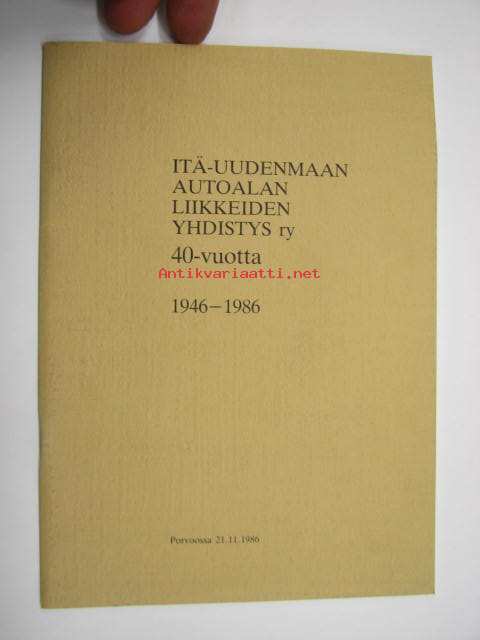 ITÄ-UUDENMAAN
AUTOALAN
LIIKKEIDEN
YHDISTYS ry
40-vuotta
Antikvariaatti.net
1946–1986
Porvoossa 21.11.1986